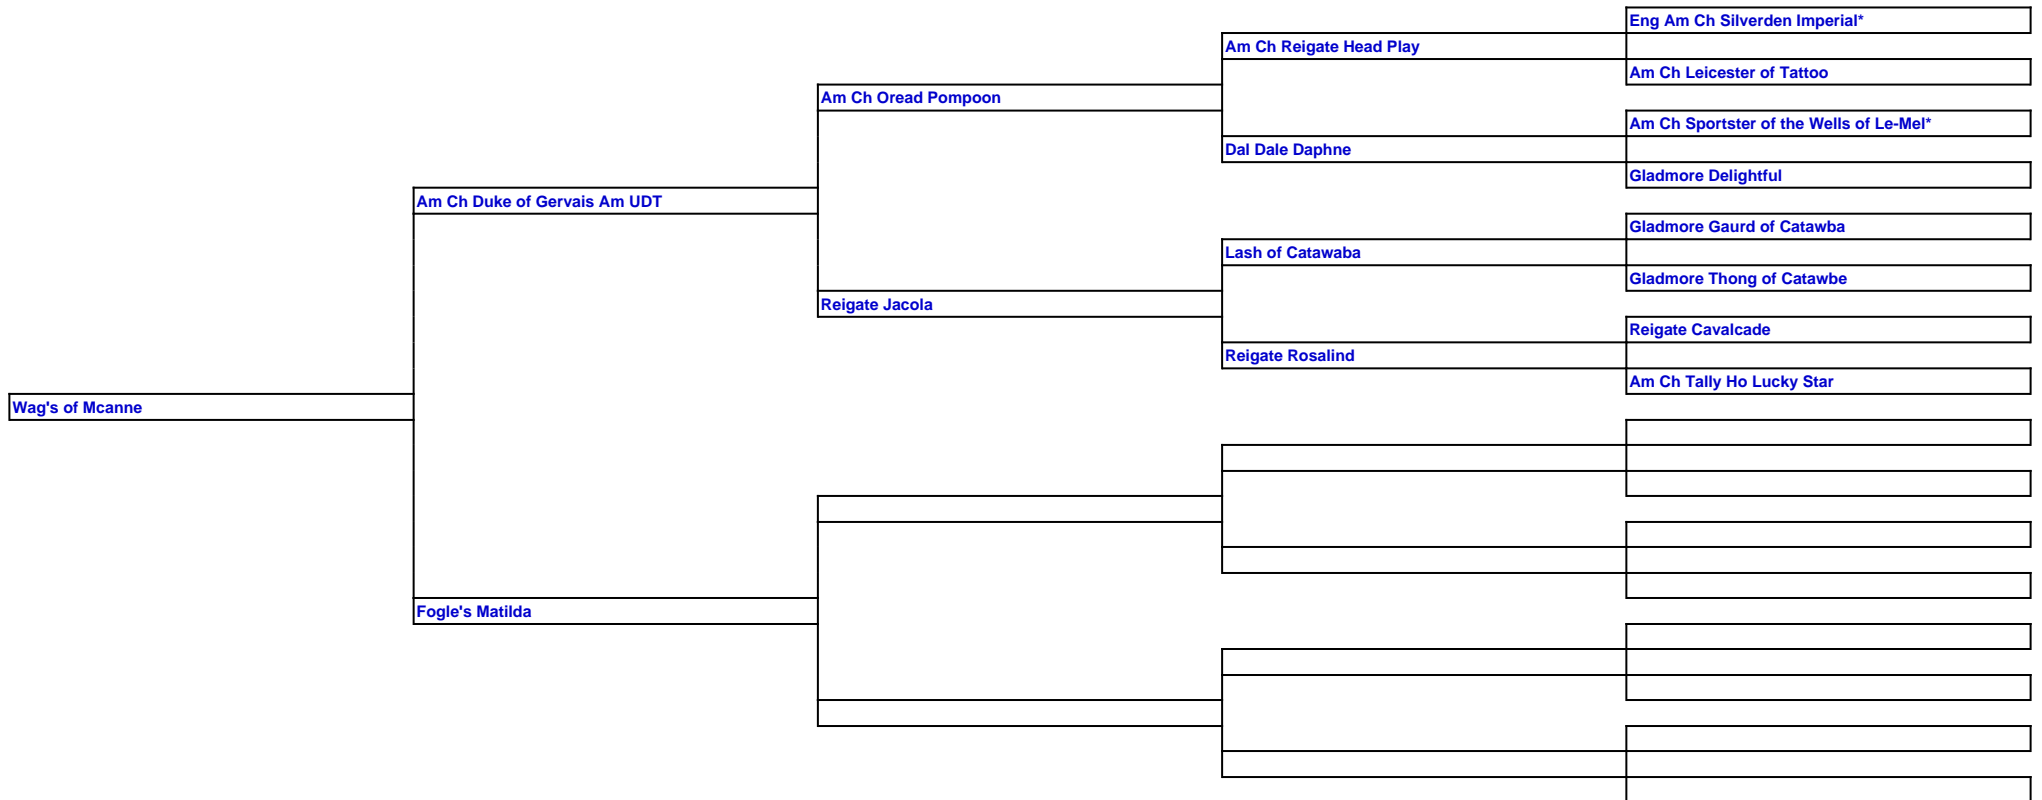 Eng Am Ch Silverden Imperial*
Am Ch Reigate Head Play
Am Ch Leicester of Tattoo
Am Ch Oread Pompoon
Am Ch Sportster of the Wells of Le-Mel*
Dal Dale Daphne
Gladmore Delightful
Am Ch Duke of Gervais Am UDT
Gladmore Gaurd of Catawba
Lash of Catawaba
Gladmore Thong of Catawbe
Reigate Jacola
Reigate Cavalcade
Reigate Rosalind
Am Ch Tally Ho Lucky Star
Wag's of Mcanne
Fogle's Matilda